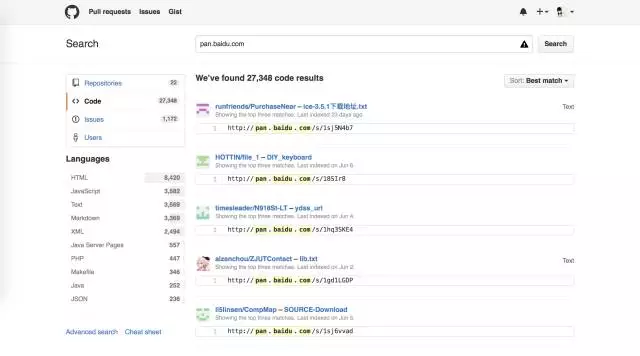 Pull requests Issues Gist
Search
pan.baidu.com
Search
Repositories 22
Code 27,348
Issues 1,172
Users
Languages
HTML 8,420
JavaScript 3,582
Text 3,569
Markdown 3,369
XML 2,494
Java Server Pages 557
PHP 447
Makefile 346
Java 252
JSON 236
Advanced search Cheat sheet
We've found 27,348 code results
Sort: Best match
runfriends/PurchaseNear – ice-3.5.1下载地址.txt
Text
Showing the top three matches. Last indexed 23 days ago.
1 http://pan.baidu.com/s/1sj5N4b7
HOTTIN/file_1 – DIY_keyboard
Showing the top three matches. Last indexed on Jun 6.
1 http://pan.baidu.com/s/18SIr8
timesleader/N918St-LT – ydss_url
Showing the top three matches. Last indexed on Jun 4.
1 http://pan.baidu.com/s/1hq3SKE4
aizenchou/ZJUTContact – lib.txt
Text
Showing the top three matches. Last indexed on Jun 2.
1 http://pan.baidu.com/s/1gd1LGDP
Showing the top three matches. Last indexed on Jun 5.
1 http://pan.baidu.com/s/1sj6vvad